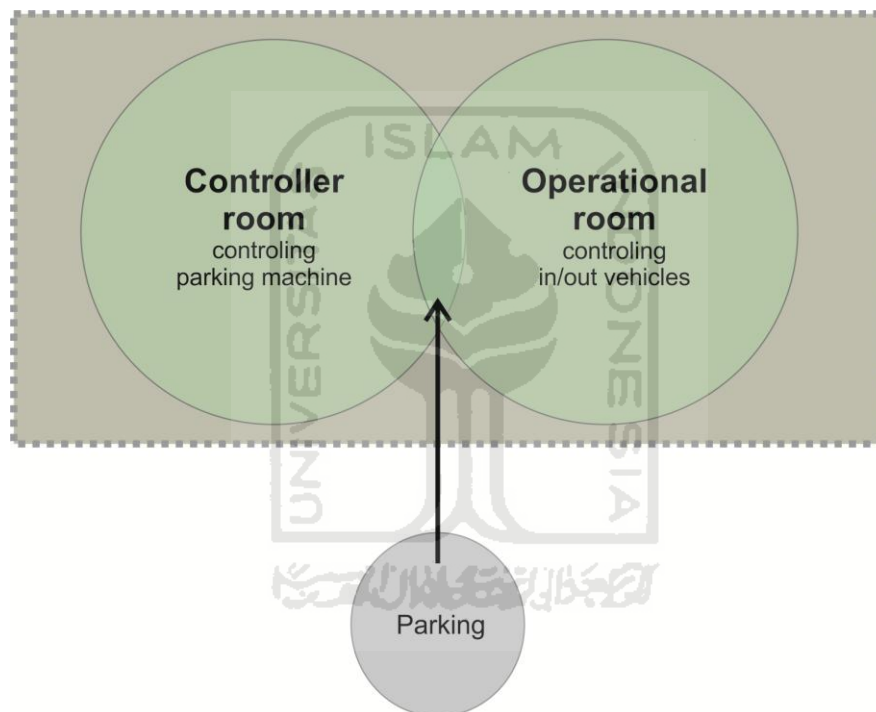 ISLAM
UNIVERSITAS
INDONESIA
Controller
room
controling
parking machine
Operational
room
controling
in/out vehicles
Parking